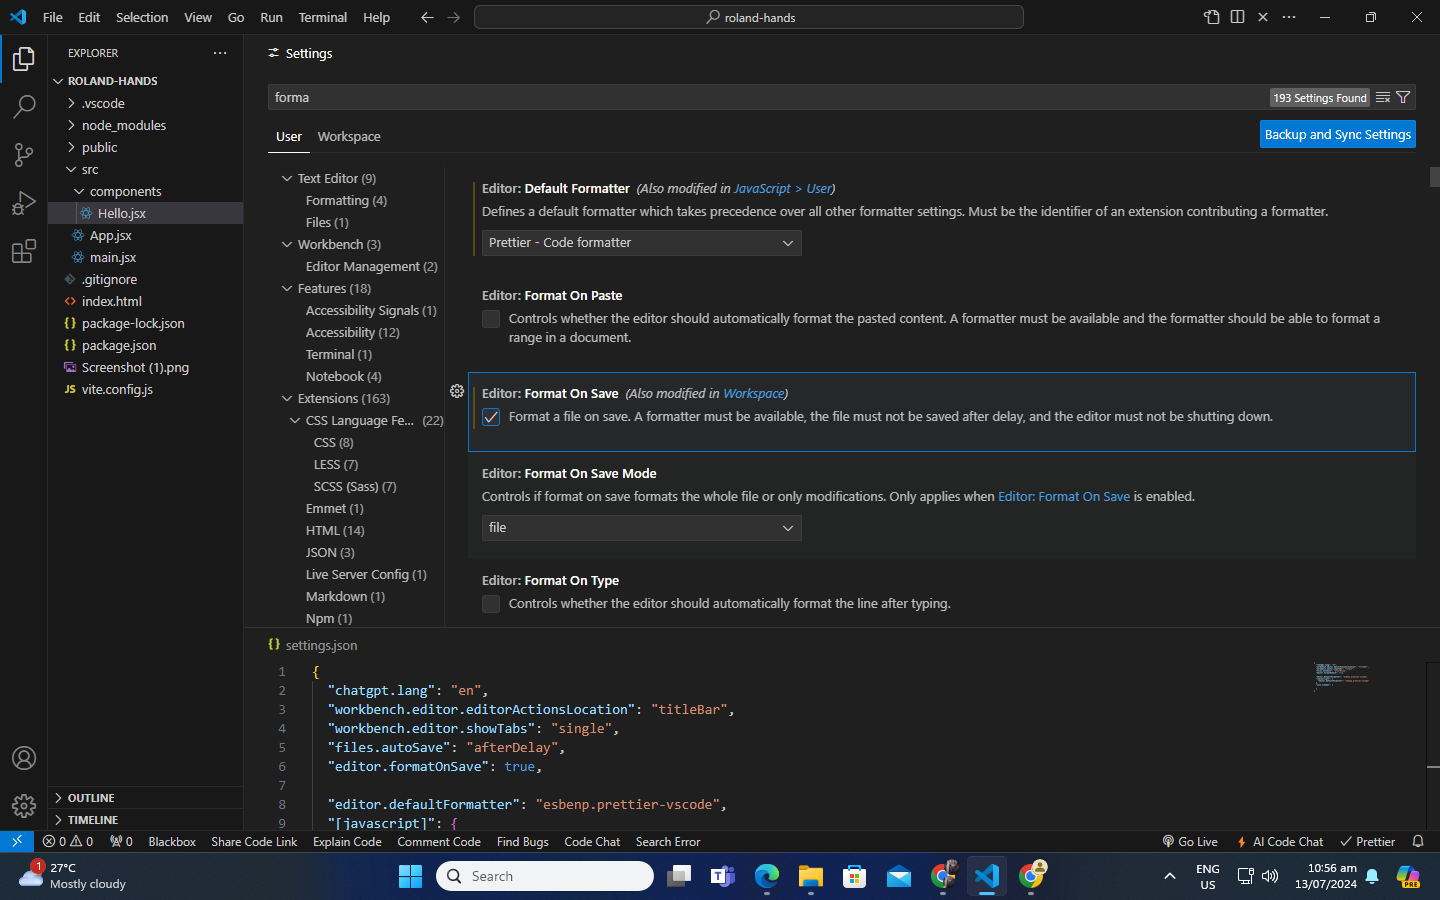 File Edit Selection View Go Run Terminal Help
roland-hands
EXPLORER
ROLAND-HANDS
.vscode
node_modules
public
src
components
Hello.jsx
App.jsx
main.jsx
.gitignore
index.html
package-lock.json
package.json
Screenshot (1).png
vite.config.js
OUTLINE
TIMELINE
Settings
forma
193 Settings Found
User Workspace
Backup and Sync Settings
Text Editor (9)
Formatting (4)
Files (1)
Workbench (3)
Editor Management (2)
Features (18)
Accessibility Signals (1)
Accessibility (12)
Terminal (1)
Notebook (4)
Extensions (163)
CSS Language Fe... (22)
CSS (8)
LESS (7)
SCSS (Sass) (7)
Emmet (1)
HTML (14)
JSON (3)
Live Server Config (1)
Markdown (1)
Npm (1)
Editor: Default Formatter (Also modified in JavaScript > User)
Defines a default formatter which takes precedence over all other formatter settings. Must be the identifier of an extension contributing a formatter.
Prettier - Code formatter
Editor: Format On Paste
Controls whether the editor should automatically format the pasted content. A formatter must be available and the formatter should be able to format a
range in a document.
Editor: Format On Save (Also modified in Workspace)
Format a file on save. A formatter must be available, the file must not be saved after delay, and the editor must not be shutting down.
Editor: Format On Save Mode
Controls if format on save formats the whole file or only modifications. Only applies when Editor: Format On Save is enabled.
file
Editor: Format On Type
Controls whether the editor should automatically format the line after typing.
{} settings.json
1 {
2 "chatgpt.lang": "en",
3 "workbench.editor.editorActionsLocation": "titleBar",
4 "workbench.editor.showTabs": "single",
5 "files.autoSave": "afterDelay",
6 "editor.formatOnSave": true,
7
8 "editor.defaultFormatter": "esbenp.prettier-vscode",
9 "[javascript]": {
0 0 0 Blackbox Share Code Link Explain Code Comment Code Find Bugs Code Chat Search Error Go Live AI Code Chat Prettier
1
27°C
Mostly cloudy
Search
ENG
US
10:56 am
13/07/2024
PRE